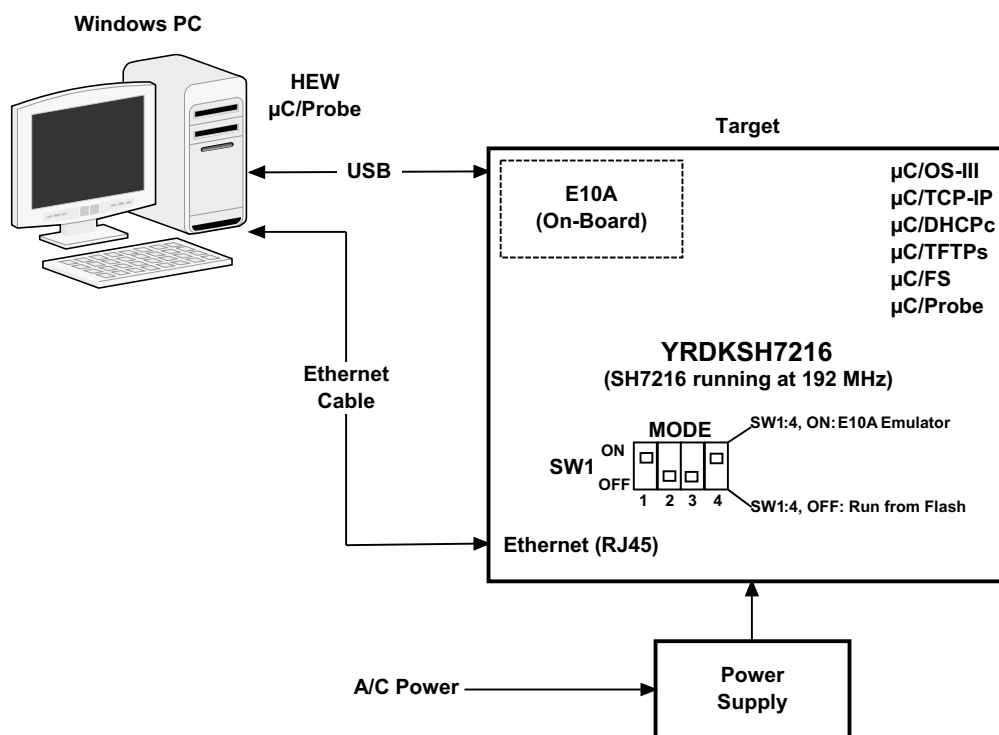 Windows PC
HEW
µC/Probe
Target
USB
E10A
(On-Board)
µC/OS-III
µC/TCP-IP
µC/DHCPc
µC/TFTPs
µC/FS
µC/Probe
YRDKSH7216
(SH7216 running at 192 MHz)
Ethernet
Cable
MODE
SW1:4, ON: E10A Emulator
ON
SW1
OFF
1 2 3 4
SW1:4, OFF: Run from Flash
Ethernet (RJ45)
A/C Power
Power
Supply